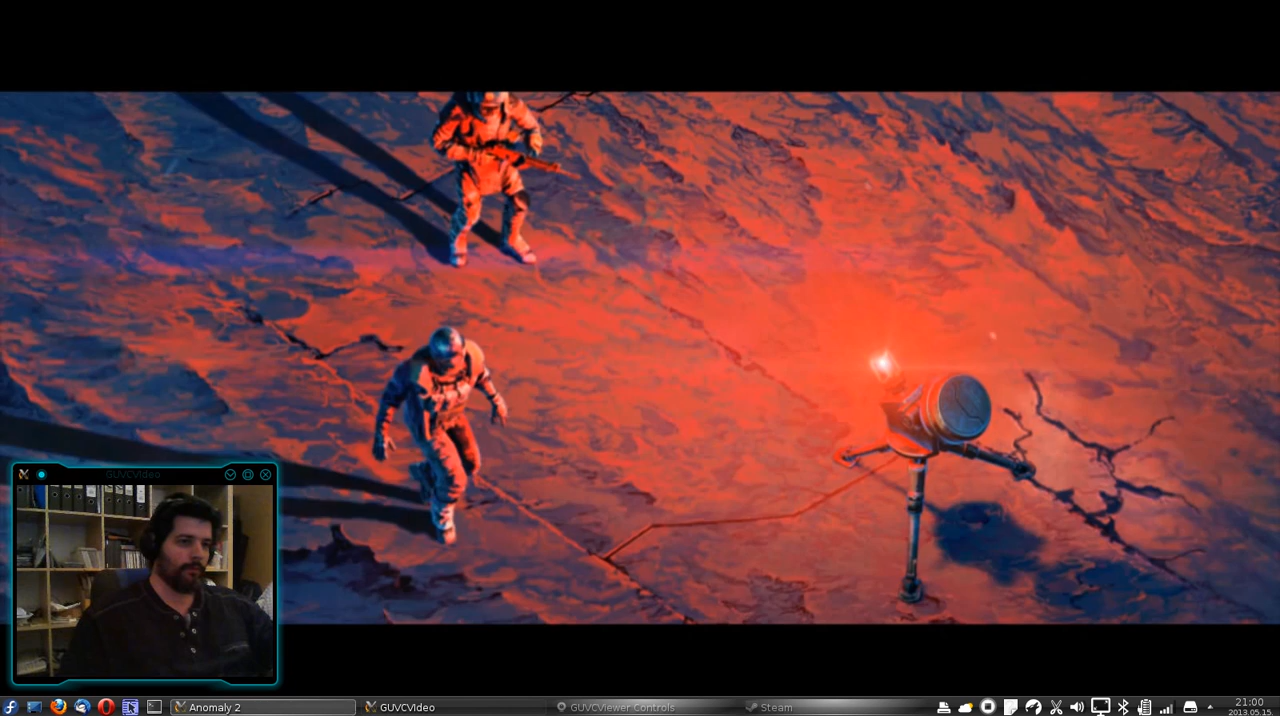 GUVCVideo
Anomaly 2
GUVCVIdeo
GUVCViewer Controls
Steam
21:00
2013.05.15.